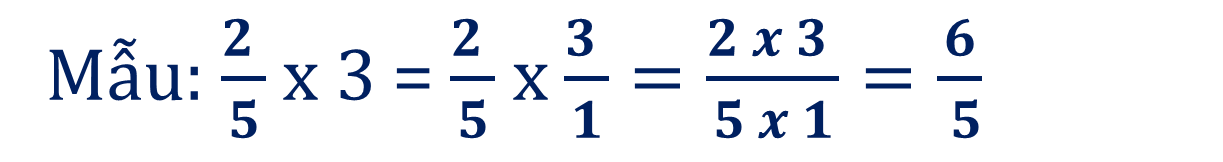 Mẫu: 2/5 x 3 = 2/5 x 3/1 = (2 x 3)/(5 x 1) = 6/5